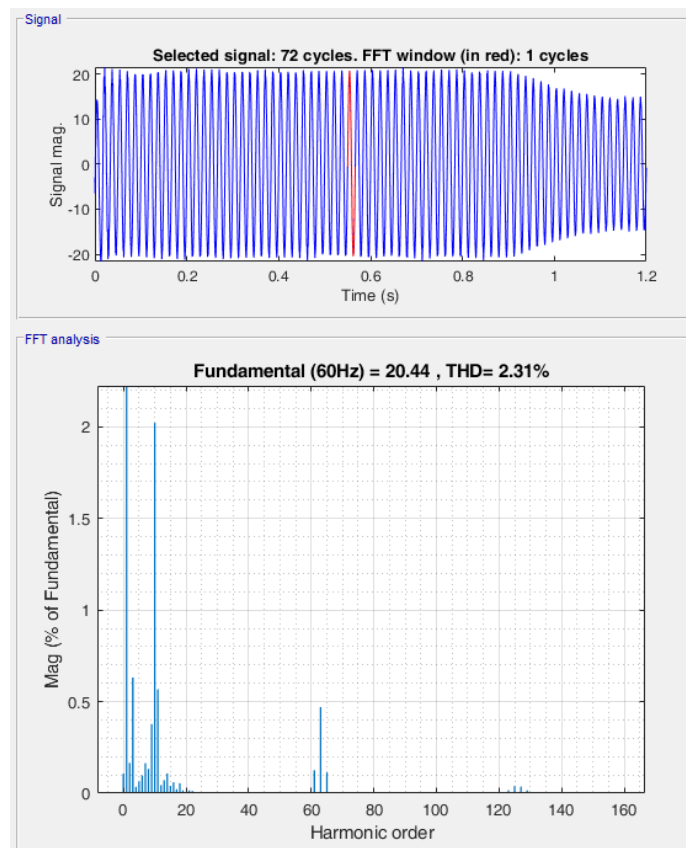 Signal
Selected signal: 72 cycles. FFT window (in red): 1 cycles
20
10
0
-10
-20
Signal mag.
0 0.2 0.4 0.6 0.8 1 1.2
Time (s)
FFT analysis
Fundamental (60Hz) = 20.44 , THD= 2.31%
2
1.5
1
0.5
0
Mag (% of Fundamental)
0 20 40 60 80 100 120 140 160
Harmonic order